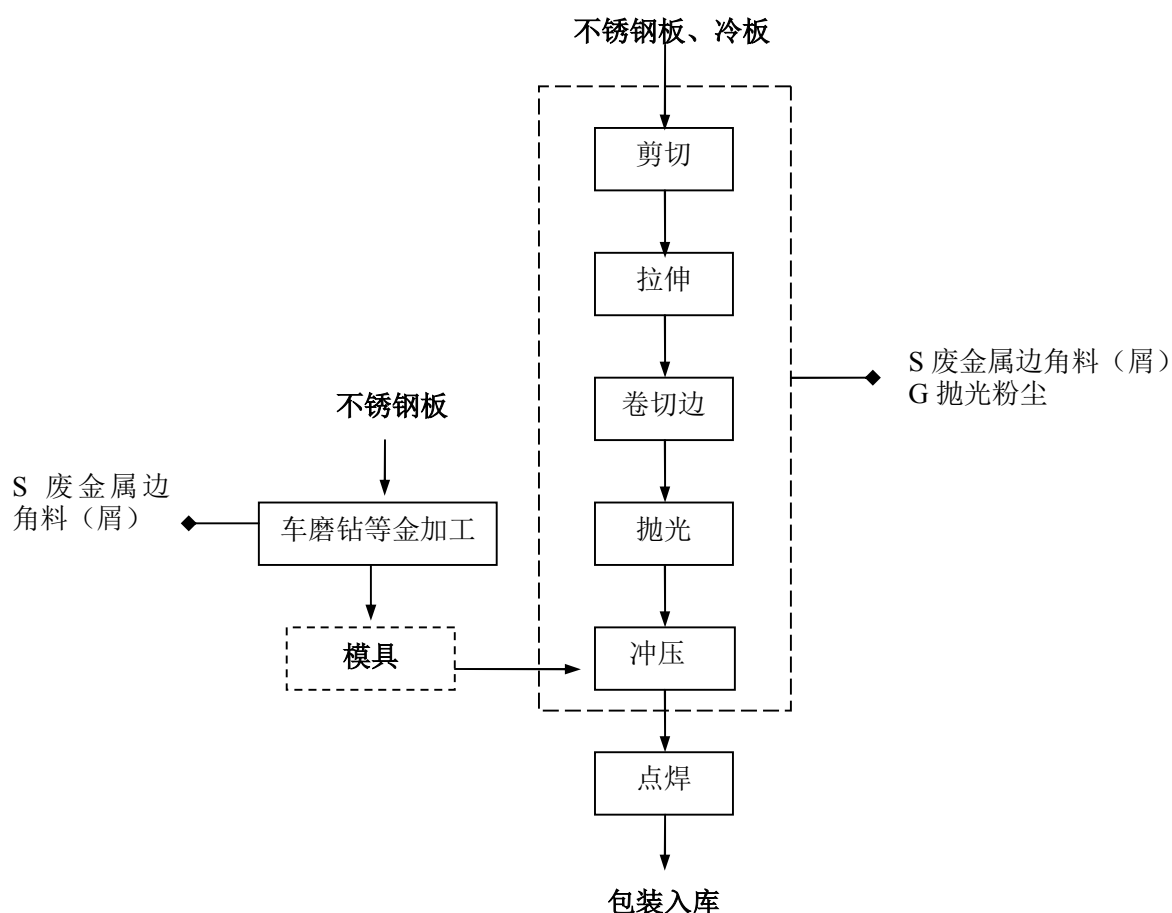 不锈钢板、冷板
剪切
拉伸
S 废金属边角料（屑）
G 抛光粉尘
卷切边
不锈钢板
S 废金属边
角料（屑）
车磨钻等金加工
抛光
模具
冲压
点焊
包装入库